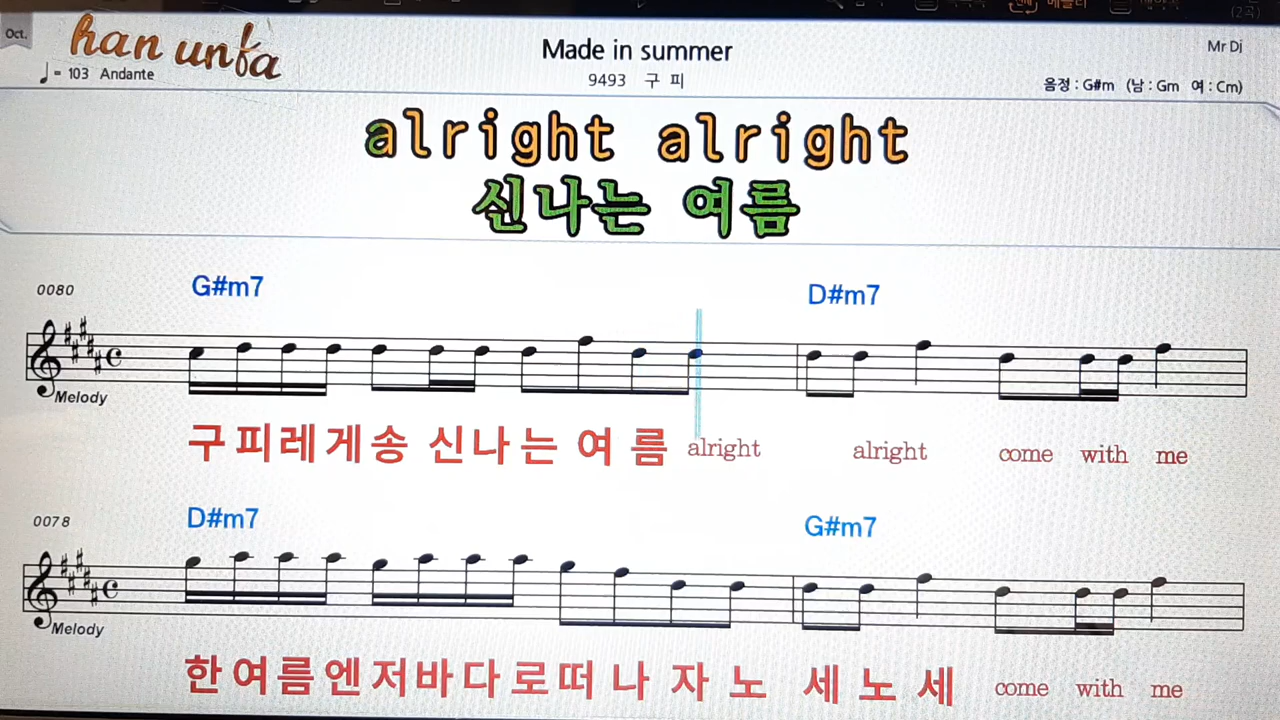 Oct.
han unfa
Made in summer
Mr Dj
= 103 Andante
9493 구 피
음정 : G#m (남 : Gm 여 : Cm)
alright alright
신나는 여름
0080
G#m7
D#m7
Melody
구피레게송 신나는 여름 alright alright come with me
0078
D#m7
G#m7
Melody
한여름엔저바다로떠나자노 세노세 come with me